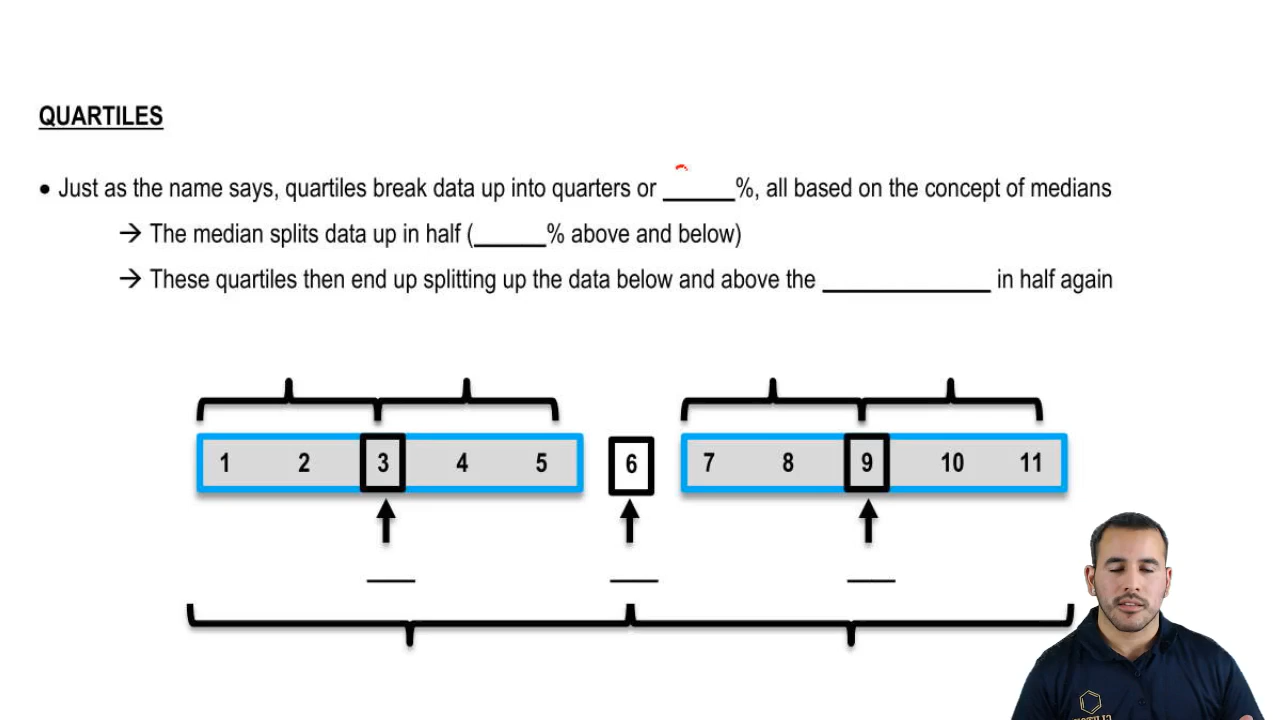 QUARTILES
• Just as the name says, quartiles break data up into quarters or ______%, all based on the concept of medians
→ The median splits data up in half (______% above and below)
→ These quartiles then end up splitting up the data below and above the ______________ in half again
1 2 3 4 5 6 7 8 9 10 11
____ ____ ____